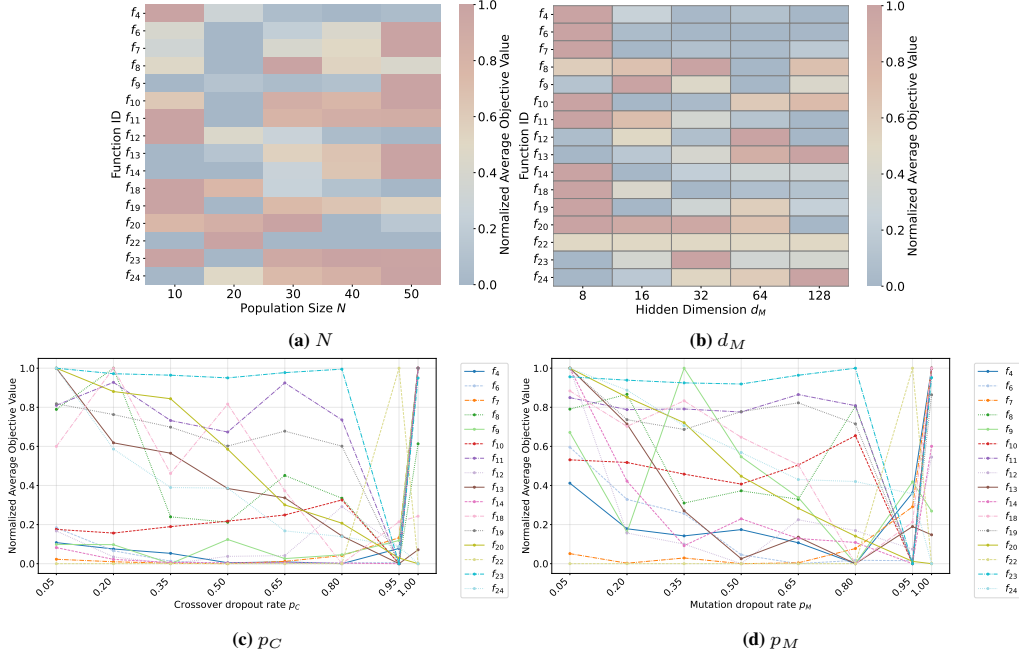 f4
f6
f7
f8
f9
f10
f11
f12
f13
f14
f18
f19
f20
f22
f23
f24
Function ID
10 20 30 40 50
Population Size N
1.0
0.8
0.6
0.4
0.2
0.0
Normalized Average Objective Value
(a) N
f4
f6
f7
f8
f9
f10
f11
f12
f13
f14
f18
f19
f20
f22
f23
f24
Function ID
8 16 32 64 128
Hidden Dimension dM
1.0
0.8
0.6
0.4
0.2
0.0
Normalized Average Objective Value
(b) dM
Normalized Average Objective Value
1.0
0.8
0.6
0.4
0.2
0.0
0.05 0.20 0.35 0.50 0.65 0.80 0.95 1.00
Crossover dropout rate pC
f4
f6
f7
f8
f9
f10
f11
f12
f13
f14
f18
f19
f20
f22
f23
f24
(c) pC
Normalized Average Objective Value
1.0
0.8
0.6
0.4
0.2
0.0
0.05 0.20 0.35 0.50 0.65 0.80 0.95 1.00
Mutation dropout rate pM
f4
f6
f7
f8
f9
f10
f11
f12
f13
f14
f18
f19
f20
f22
f23
f24
(d) pM